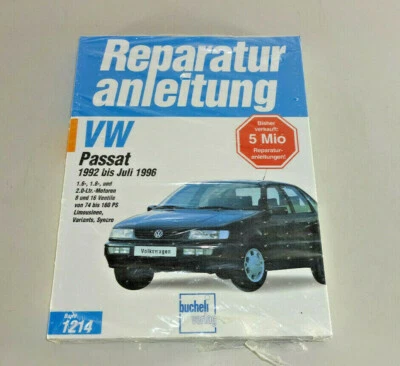 Reparatur
anleitung
VW
Passat
1992 bis Juli 1996
1.6-, 1.8-, und
2.0-Ltr.-Motoren
8 und 16 Ventile
von 74 bis 150 PS
Limousinen,
Variants, Syncro
Bisher
verkauft:
5 Mio
Reparatur-
anleitungen!
Volkswagen
bucheli
verlag
Band
1214